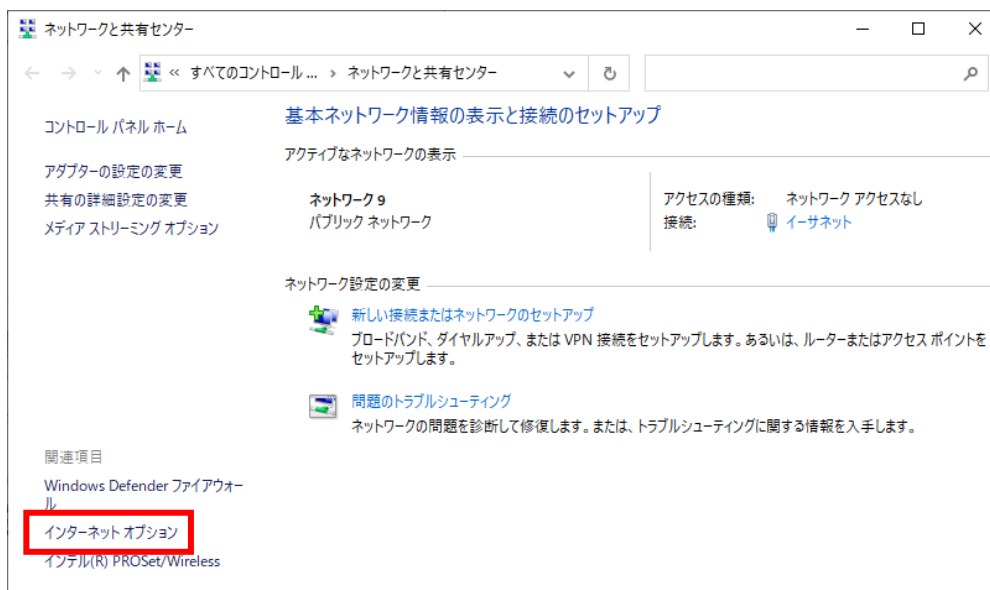 ネットワークと共有センター
« すべてのコントロール ... › ネットワークと共有センター
コントロール パネル ホーム
アダプターの設定の変更
共有の詳細設定の変更
メディア ストリーミング オプション
基本ネットワーク情報の表示と接続のセットアップ
アクティブなネットワークの表示
ネットワーク 9
パブリック ネットワーク
アクセスの種類: ネットワーク アクセスなし
接続: イーサネット
ネットワーク設定の変更
新しい接続またはネットワークのセットアップ
ブロードバンド、ダイヤルアップ、または VPN 接続をセットアップします。あるいは、ルーターまたはアクセス ポイントを
セットアップします。
問題のトラブルシューティング
ネットワークの問題を診断して修復します。または、トラブルシューティングに関する情報を入手します。
関連項目
Windows Defender ファイアウォー
ル
インターネット オプション
インテル(R) PROSet/Wireless